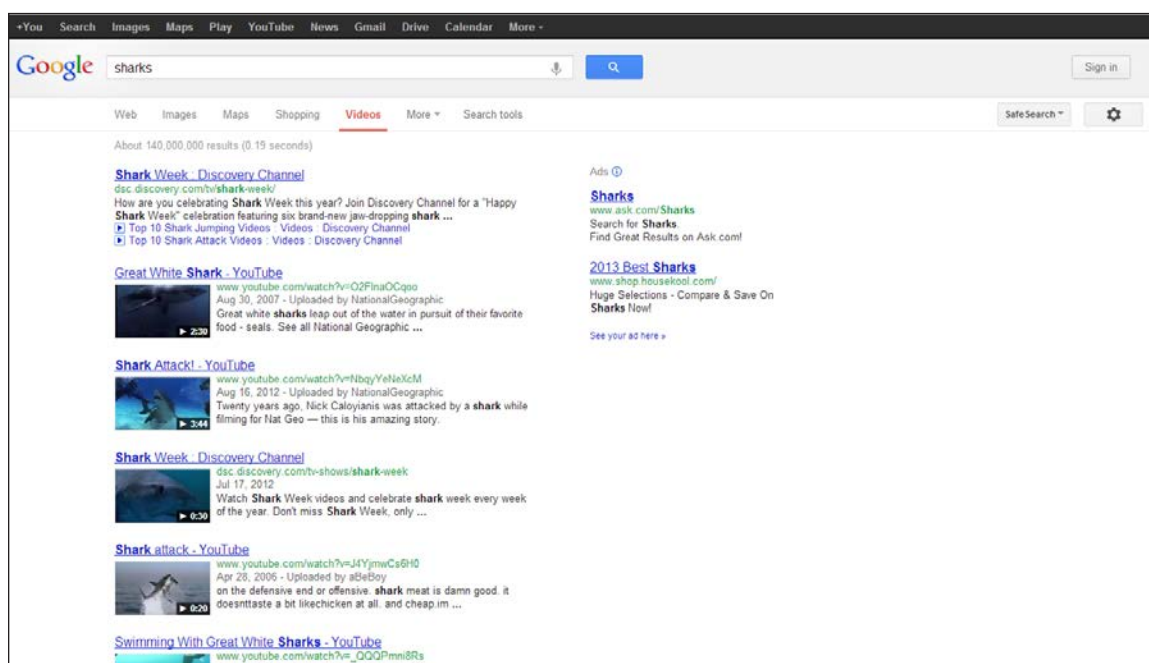 +You Search Images Maps Play YouTube News Gmail Drive Calendar More
Google sharks Sign in
Web Images Maps Shopping Videos More Search tools SafeSearch
About 140,000,000 results (0.19 seconds)
Shark Week : Discovery Channel
dsc.discovery.com/tv/shark-week/
How are you celebrating Shark Week this year? Join Discovery Channel for a "Happy
Shark Week" celebration featuring six brand-new jaw-dropping shark ...
Top 10 Shark Jumping Videos : Videos : Discovery Channel
Top 10 Shark Attack Videos : Videos : Discovery Channel
Great White Shark - YouTube
www.youtube.com/watch?v=O2FlnaOCqoo
Aug 30, 2007 - Uploaded by NationalGeographic
Great white sharks leap out of the water in pursuit of their favorite
food - seals. See all National Geographic ...
2:30
Shark Attack! - YouTube
www.youtube.com/watch?v=NbqyYeNeXcM
Aug 16, 2012 - Uploaded by NationalGeographic
Twenty years ago, Nick Caloyianis was attacked by a shark while
filming for Nat Geo — this is his amazing story.
3:44
Shark Week : Discovery Channel
dsc.discovery.com/tv-shows/shark-week
Jul 17, 2012
Watch Shark Week videos and celebrate shark week every week
of the year. Don't miss Shark Week, only ...
0:30
Shark attack - YouTube
www.youtube.com/watch?v=J4YjmwCs6H0
Apr 28, 2006 - Uploaded by aBeBoy
on the defensive end or offensive. shark meat is damn good. it
doesnttaste a bit likechicken at all. and cheap.im ...
0:20
Swimming With Great White Sharks - YouTube
www.youtube.com/watch?v=_QQQPmni8Rs
Ads
Sharks
www.ask.com/Sharks
Search for Sharks.
Find Great Results on Ask.com!
2013 Best Sharks
www.shop.housekool.com/
Huge Selections - Compare & Save On
Sharks Now!
See your ad here »